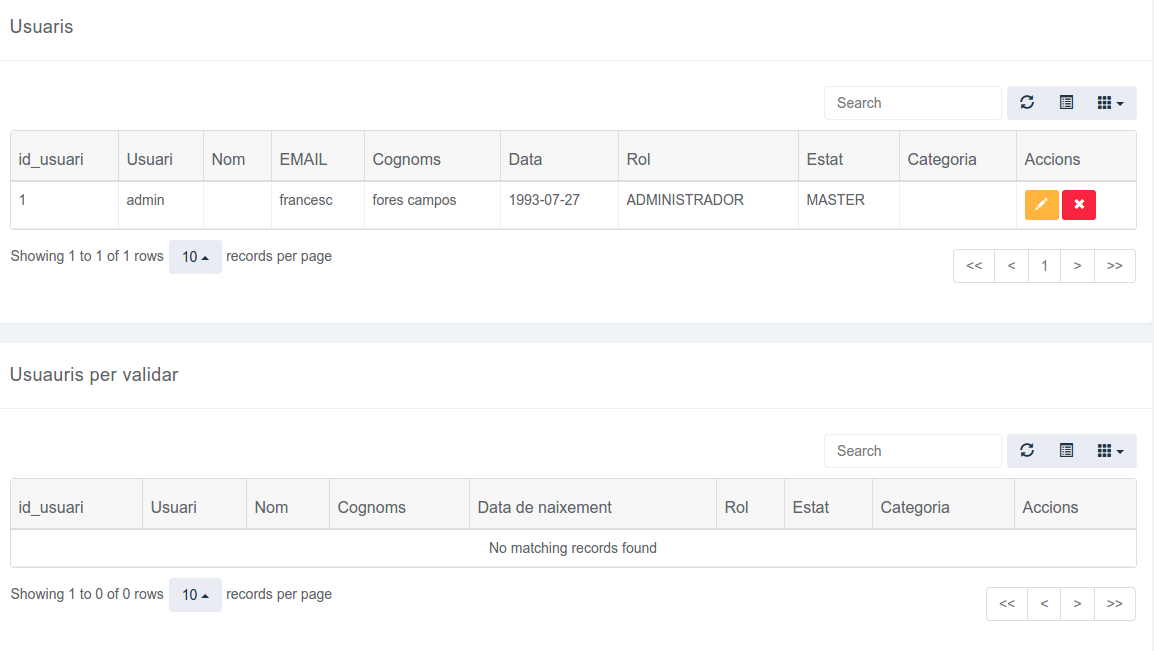 Usuaris
Search
id_usuari Usuari Nom EMAIL Cognoms Data Rol Estat Categoria Accions
1 admin francesc fores campos 1993-07-27 ADMINISTRADOR MASTER
Showing 1 to 1 of 1 rows 10 records per page
<< < 1 > >>
Usuauris per validar
Search
id_usuari Usuari Nom Cognoms Data de naixement Rol Estat Categoria Accions
No matching records found
Showing 1 to 0 of 0 rows 10 records per page
<< < > >>